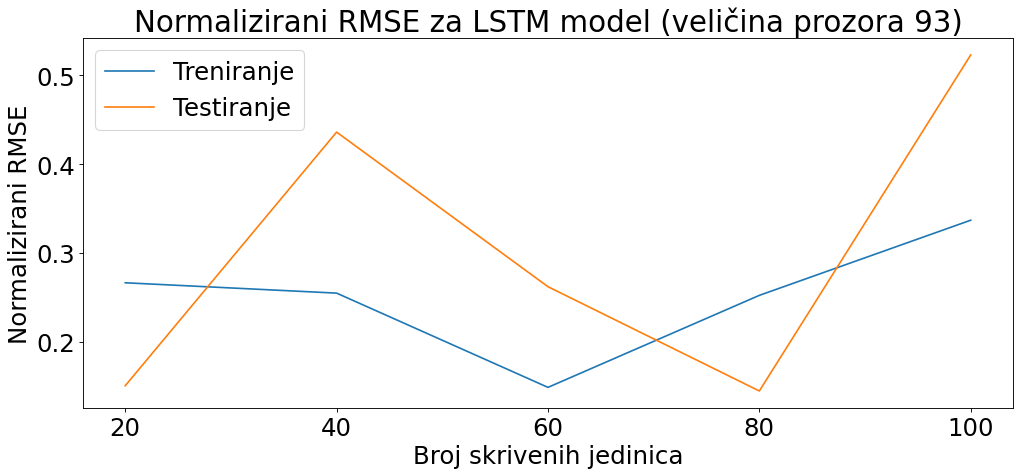 Normalizirani RMSE za LSTM model (veličina prozora 93)
Treniranje
Testiranje
Normalizirani RMSE
0.5
0.4
0.3
0.2
20 40 60 80 100
Broj skrivenih jedinica